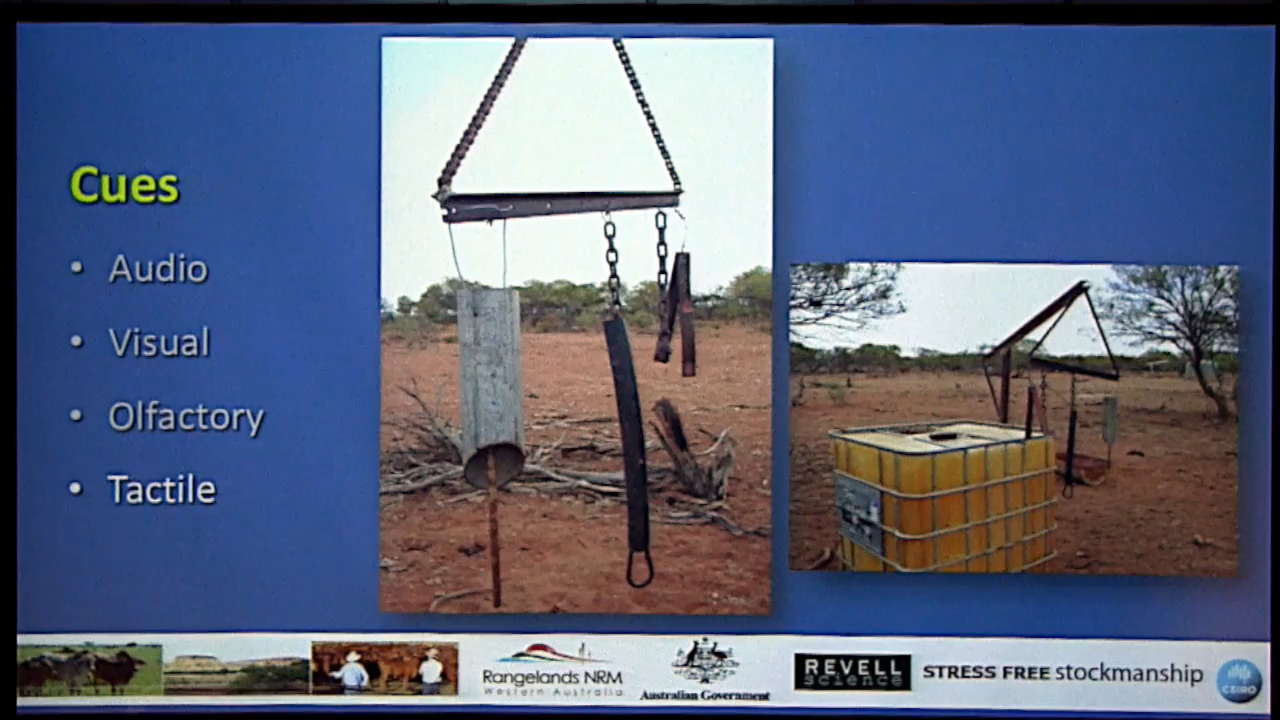 Cues
• Audio
• Visual
• Olfactory
• Tactile
Rangelands NRM
Western Australia
Australian Government
REVELL
science
STRESS FREE stockmanship
CSIRO